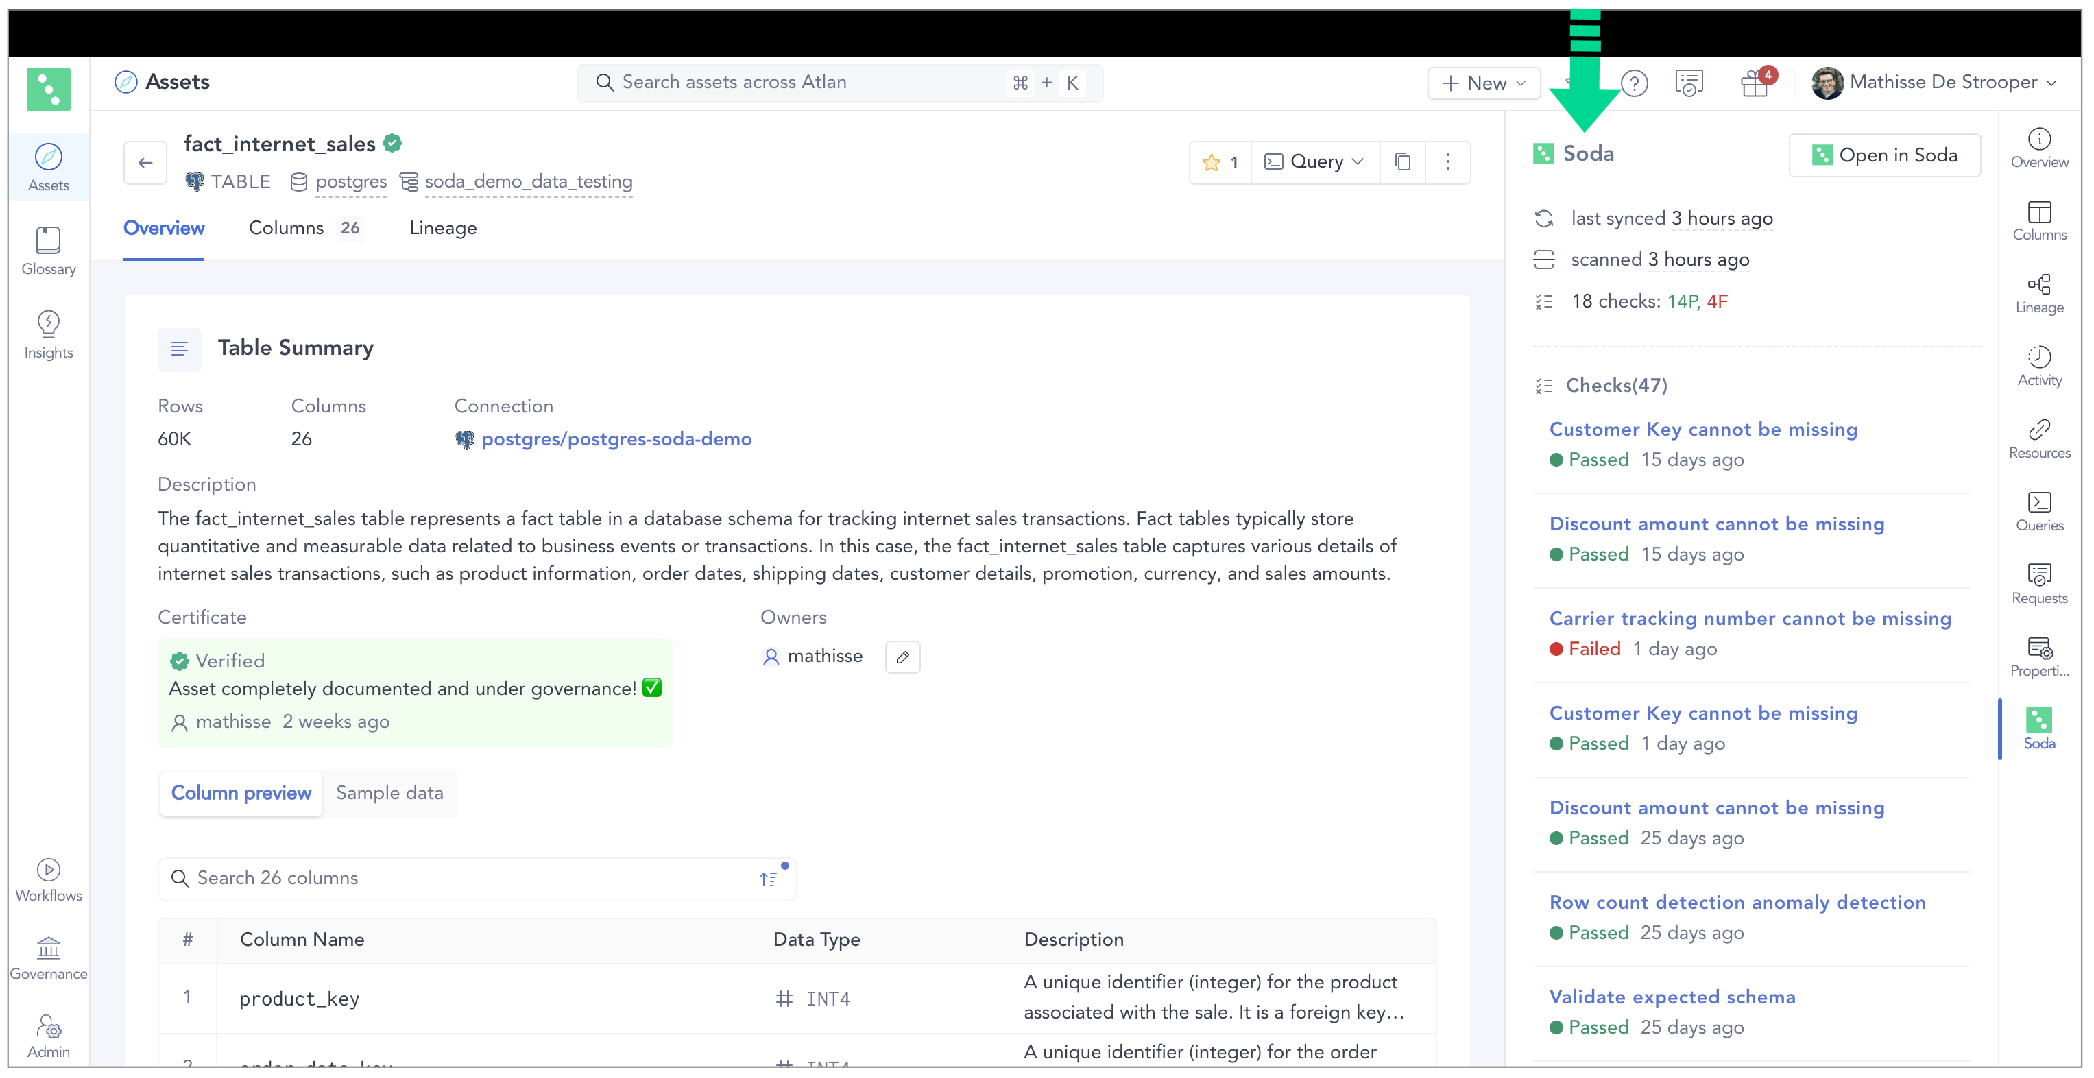 Assets
Search assets across Atlan
⌘ + K
New
4
Mathisse De Strooper
Assets
Glossary
Insights
Workflows
Governance
Admin
fact_internet_sales
TABLE postgres soda_demo_data_testing
1
Query
Overview
Columns 26
Lineage
Table Summary
Rows
60K
Columns
26
Connection
postgres/postgres-soda-demo
Description
The fact_internet_sales table represents a fact table in a database schema for tracking internet sales transactions. Fact tables typically store
quantitative and measurable data related to business events or transactions. In this case, the fact_internet_sales table captures various details of
internet sales transactions, such as product information, order dates, shipping dates, customer details, promotion, currency, and sales amounts.
Certificate
Verified
Asset completely documented and under governance! ✅
mathisse 2 weeks ago
Owners
mathisse
Column preview
Sample data
Search 26 columns
# Column Name Data Type Description
1 product_key INT4 A unique identifier (integer) for the product
associated with the sale. It is a foreign key...
2 order_date_key INT4 A unique identifier (integer) for the order
Soda
Open in Soda
last synced 3 hours ago
scanned 3 hours ago
18 checks: 14P, 4F
Checks(47)
Customer Key cannot be missing
Passed 15 days ago
Discount amount cannot be missing
Passed 15 days ago
Carrier tracking number cannot be missing
Failed 1 day ago
Customer Key cannot be missing
Passed 1 day ago
Discount amount cannot be missing
Passed 25 days ago
Row count detection anomaly detection
Passed 25 days ago
Validate expected schema
Passed 25 days ago
Overview
Columns
Lineage
Activity
Resources
Queries
Requests
Properti...
Soda